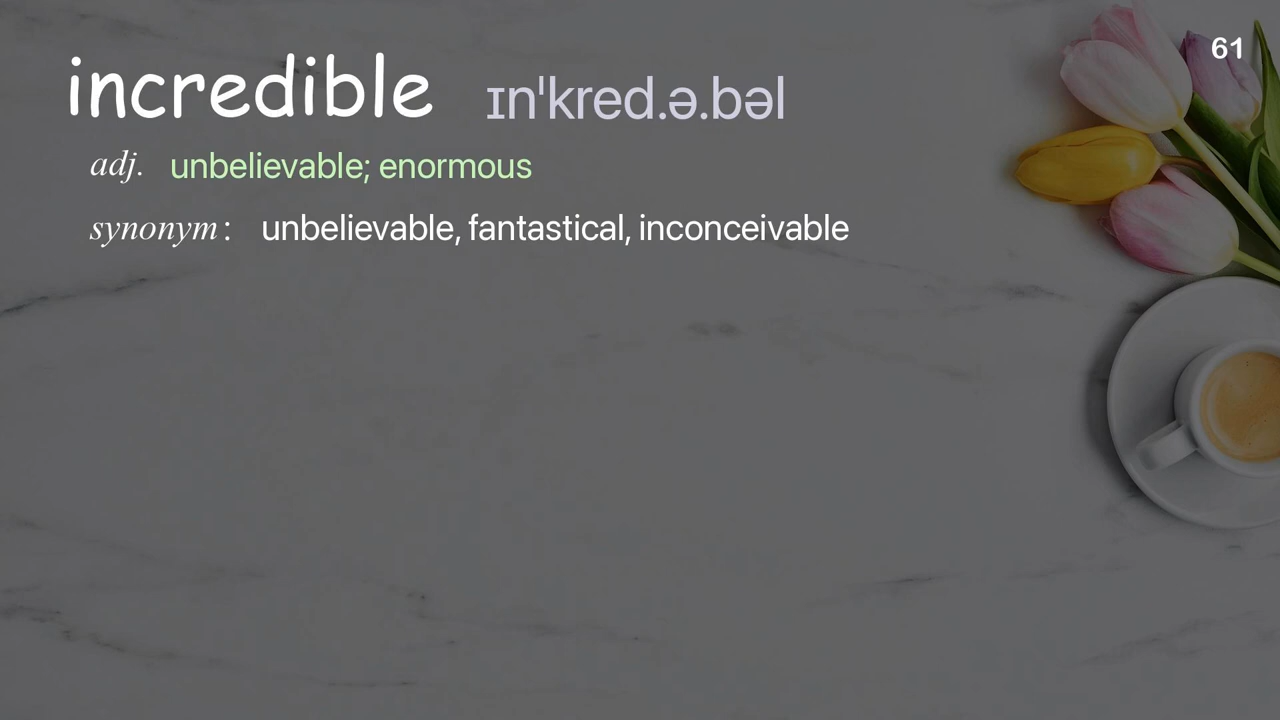 61
incredible ɪnˈkred.ə.bəl
adj. unbelievable; enormous
synonym: unbelievable, fantastical, inconceivable